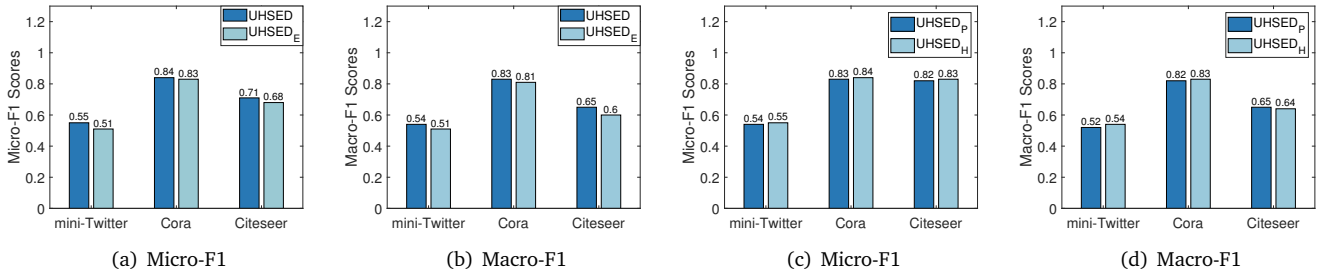 UHSED
UHSED_E
Micro-F1 Scores
1.2
1
0.8
0.6
0.4
0.2
0
0.55
0.51
0.84
0.83
0.71
0.68
mini-Twitter
Cora
Citeseer
(a) Micro-F1
UHSED
UHSED_E
Macro-F1 Scores
1.2
1
0.8
0.6
0.4
0.2
0
0.54
0.51
0.83
0.81
0.65
0.6
mini-Twitter
Cora
Citeseer
(b) Macro-F1
UHSED_P
UHSED_H
Micro-F1 Scores
1.2
1
0.8
0.6
0.4
0.2
0
0.54
0.55
0.83
0.84
0.82
0.83
mini-Twitter
Cora
Citeseer
(c) Micro-F1
UHSED_P
UHSED_H
Macro-F1 Scores
1.2
1
0.8
0.6
0.4
0.2
0
0.52
0.54
0.82
0.83
0.65
0.64
mini-Twitter
Cora
Citeseer
(d) Macro-F1